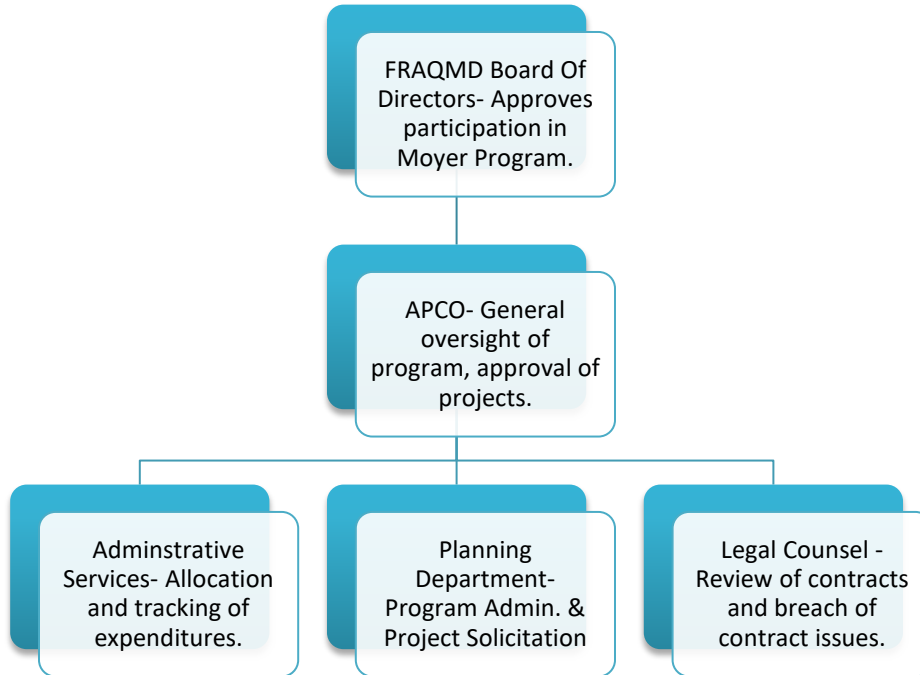 FRAQMD Board Of
Directors- Approves
participation in
Moyer Program.
APCO- General
oversight of
program, approval of
projects.
Adminstrative
Services- Allocation
and tracking of
expenditures.
Planning
Department-
Program Admin. &
Project Solicitation
Legal Counsel -
Review of contracts
and breach of
contract issues.